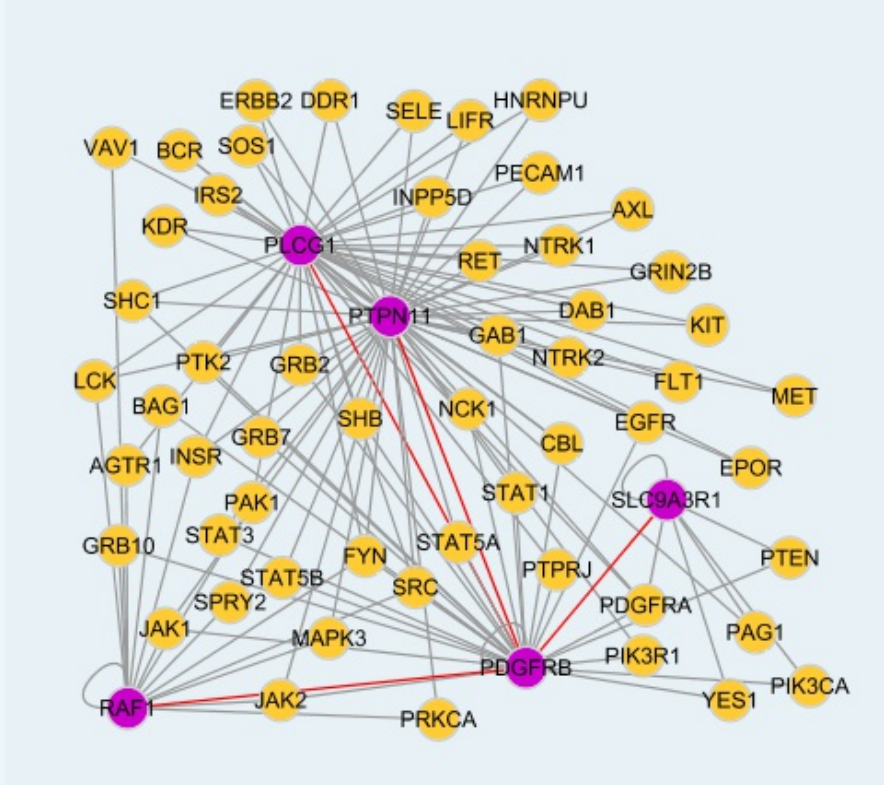 ERBB2 DDR1
SELE
LIFR
HNRNPU
VAV1
BCR
SOS1
PECAM1
IRS2
INPP5D
AXL
KDR
PLCG1
RET
NTRK1
GRIN2B
SHC1
PTPN11
DAB1
KIT
GAB1
PTK2
GRB2
NTRK2
LCK
FLT1
MET
BAG1
SHB
NCK1
EGFR
GRB7
CBL
AGTR1
INSR
EPOR
PAK1
STAT1
SLC9A3R1
GRB10
STAT3
FYN
STAT5A
PTEN
STAT5B
SRC
PTPRJ
SPRY2
PDGFRA
JAK1
MAPK3
PAG1
PDGFRB
PIK3R1
PIK3CA
RAF1
JAK2
YES1
PRKCA